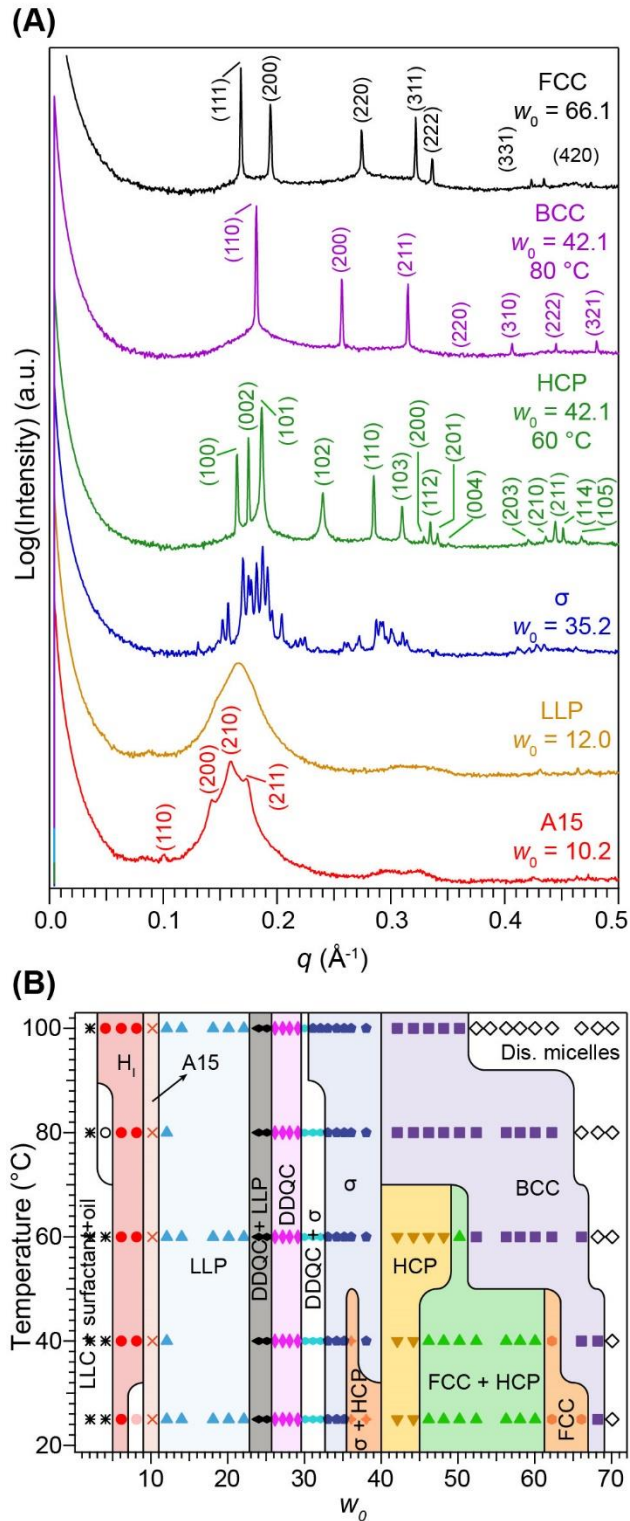 (A)
FCC
w0 = 66.1
(111)
(200)
(220)
(311)
(222)
(331)
(420)
BCC
w0 = 42.1
80 °C
(110)
(200)
(211)
(220)
(310)
(222)
(321)
HCP
w0 = 42.1
60 °C
(100)
(002)
(101)
(102)
(110)
(103)
(200)
(112)
(201)
(004)
(203)
(210)
(211)
(114)
(105)
σ
w0 = 35.2
LLP
w0 = 12.0
A15
w0 = 10.2
(110)
(200)
(210)
(211)
Log(Intensity) (a.u.)
0.0 0.1 0.2 0.3 0.4 0.5
q (Å-1)
(B)
100
80
60
40
20
Temperature (°C)
LLC + surfactant+oil
HI
A15
LLP
DDQC + LLP
DDQC
DDQC + σ
σ
σ + HCP
HCP
FCC + HCP
FCC
BCC
Dis. micelles
10 20 30 40 50 60 70
w0